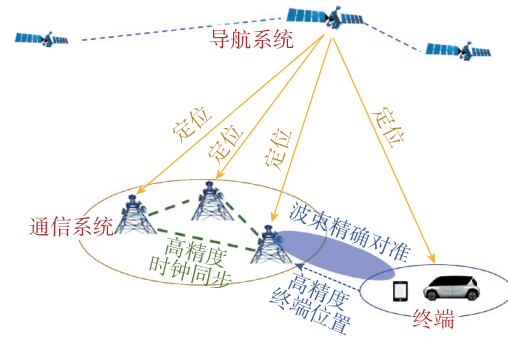 导航系统
定位
定位
定位
定位
通信系统
波束精确对准
高精度
时钟同步
高精度
终端位置
终端